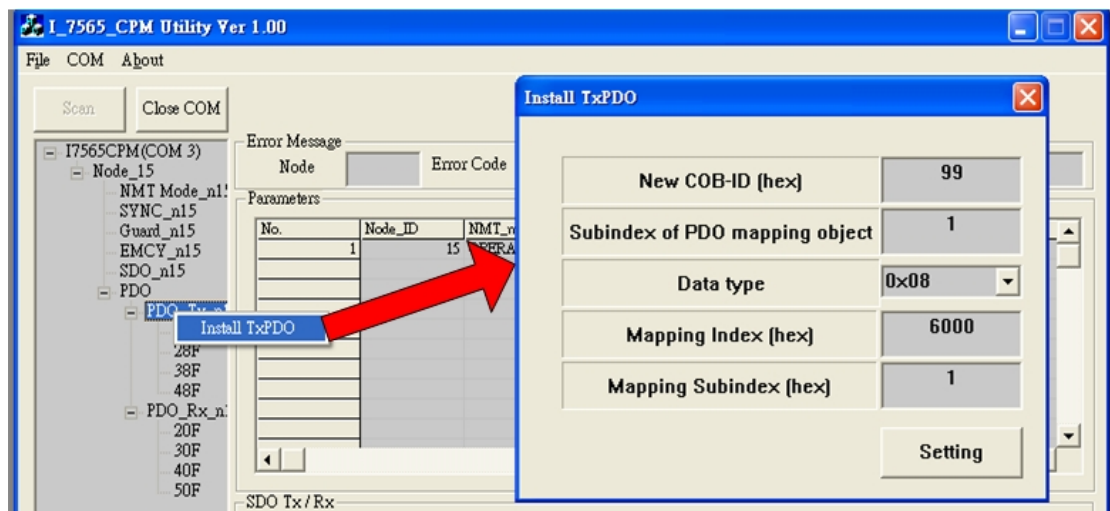 I_7565_CPM Utility Ver 1.00
File COM About
Scan
Close COM
I7565CPM(COM 3)
Node_15
NMT Mode_n15
SYNC_n15
Guard_n15
EMCY_n15
SDO_n15
PDO
Install TxPDO
28F
38F
48F
20F
30F
40F
50F
Error Message
Node
Error Code
Parameters
No. Node_ID
1 15
SDO Tx / Rx
Install TxPDO
New COB-ID (hex) 99
Subindex of PDO mapping object 1
Data type 0x08
Mapping Index (hex) 6000
Mapping Subindex (hex) 1
Setting